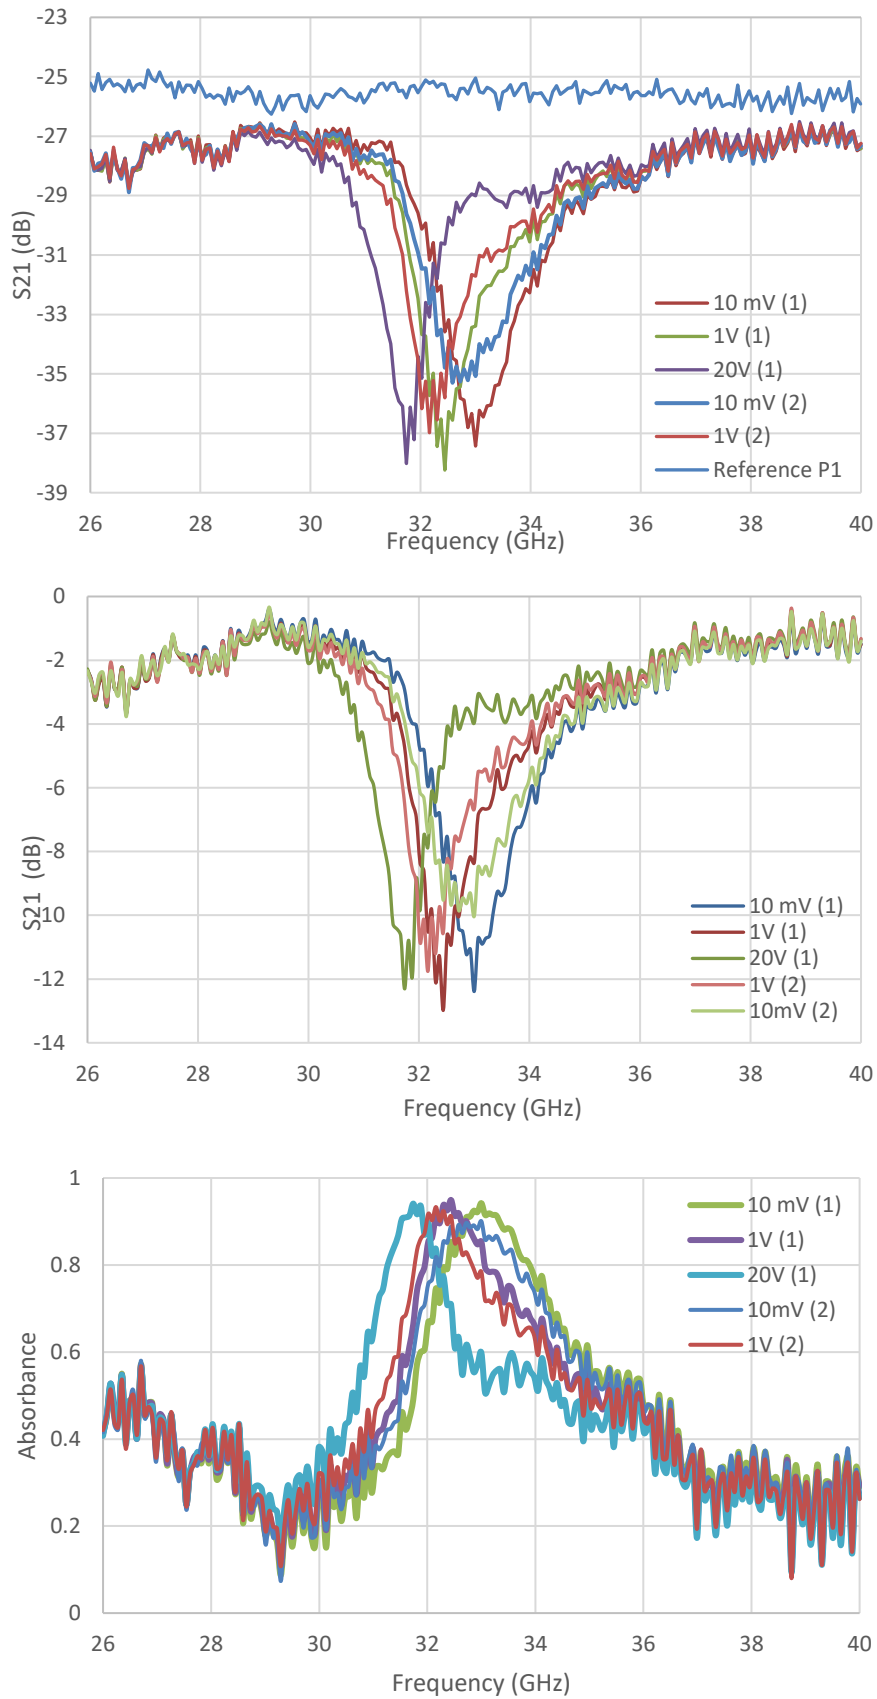 -23
-25
-27
-29
-31
-33
-35
-37
-39
S21 (dB)
10 mV (1)
1V (1)
20V (1)
10 mV (2)
1V (2)
Reference P1
26 28 30 32 34 36 38 40
Frequency (GHz)
0
-2
-4
-6
-8
-10
-12
-14
S21 (dB)
10 mV (1)
1V (1)
20V (1)
1V (2)
10mV (2)
26 28 30 32 34 36 38 40
Frequency (GHz)
1
0.8
0.6
0.4
0.2
0
Absorbance
10 mV (1)
1V (1)
20V (1)
10mV (2)
1V (2)
26 28 30 32 34 36 38 40
Frequency (GHz)